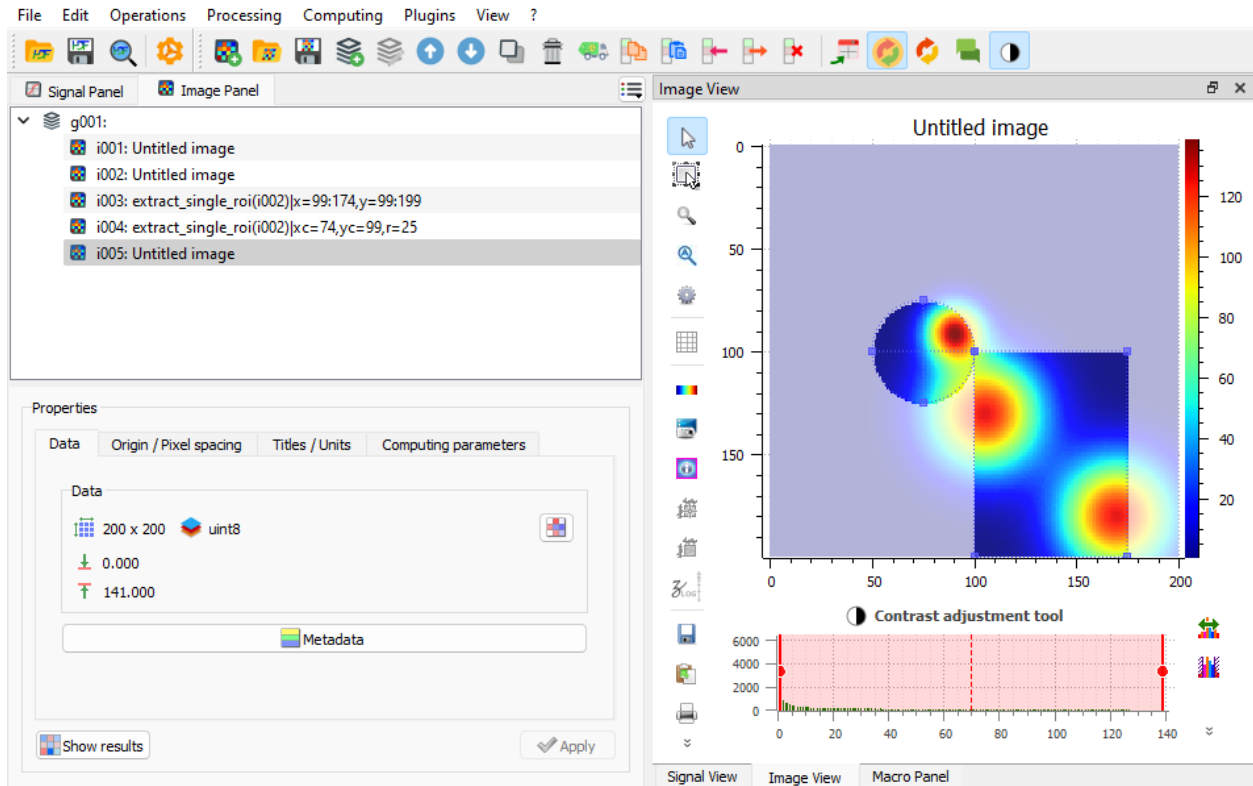 File Edit Operations Processing Computing Plugins View ?
Signal Panel Image Panel
g001:
i001: Untitled image
i002: Untitled image
i003: extract_single_roi(i002)|x=99:174,y=99:199
i004: extract_single_roi(i002)|xc=74,yc=99,r=25
i005: Untitled image
Properties
Data Origin / Pixel spacing Titles / Units Computing parameters
Data
200 x 200 uint8
0.000
141.000
Metadata
Show results Apply
Image View
Untitled image
0
50
100
150
0 50 100 150 200
120
100
80
60
40
20
Contrast adjustment tool
6000
4000
2000
0
0 20 40 60 80 100 120 140
Signal View Image View Macro Panel